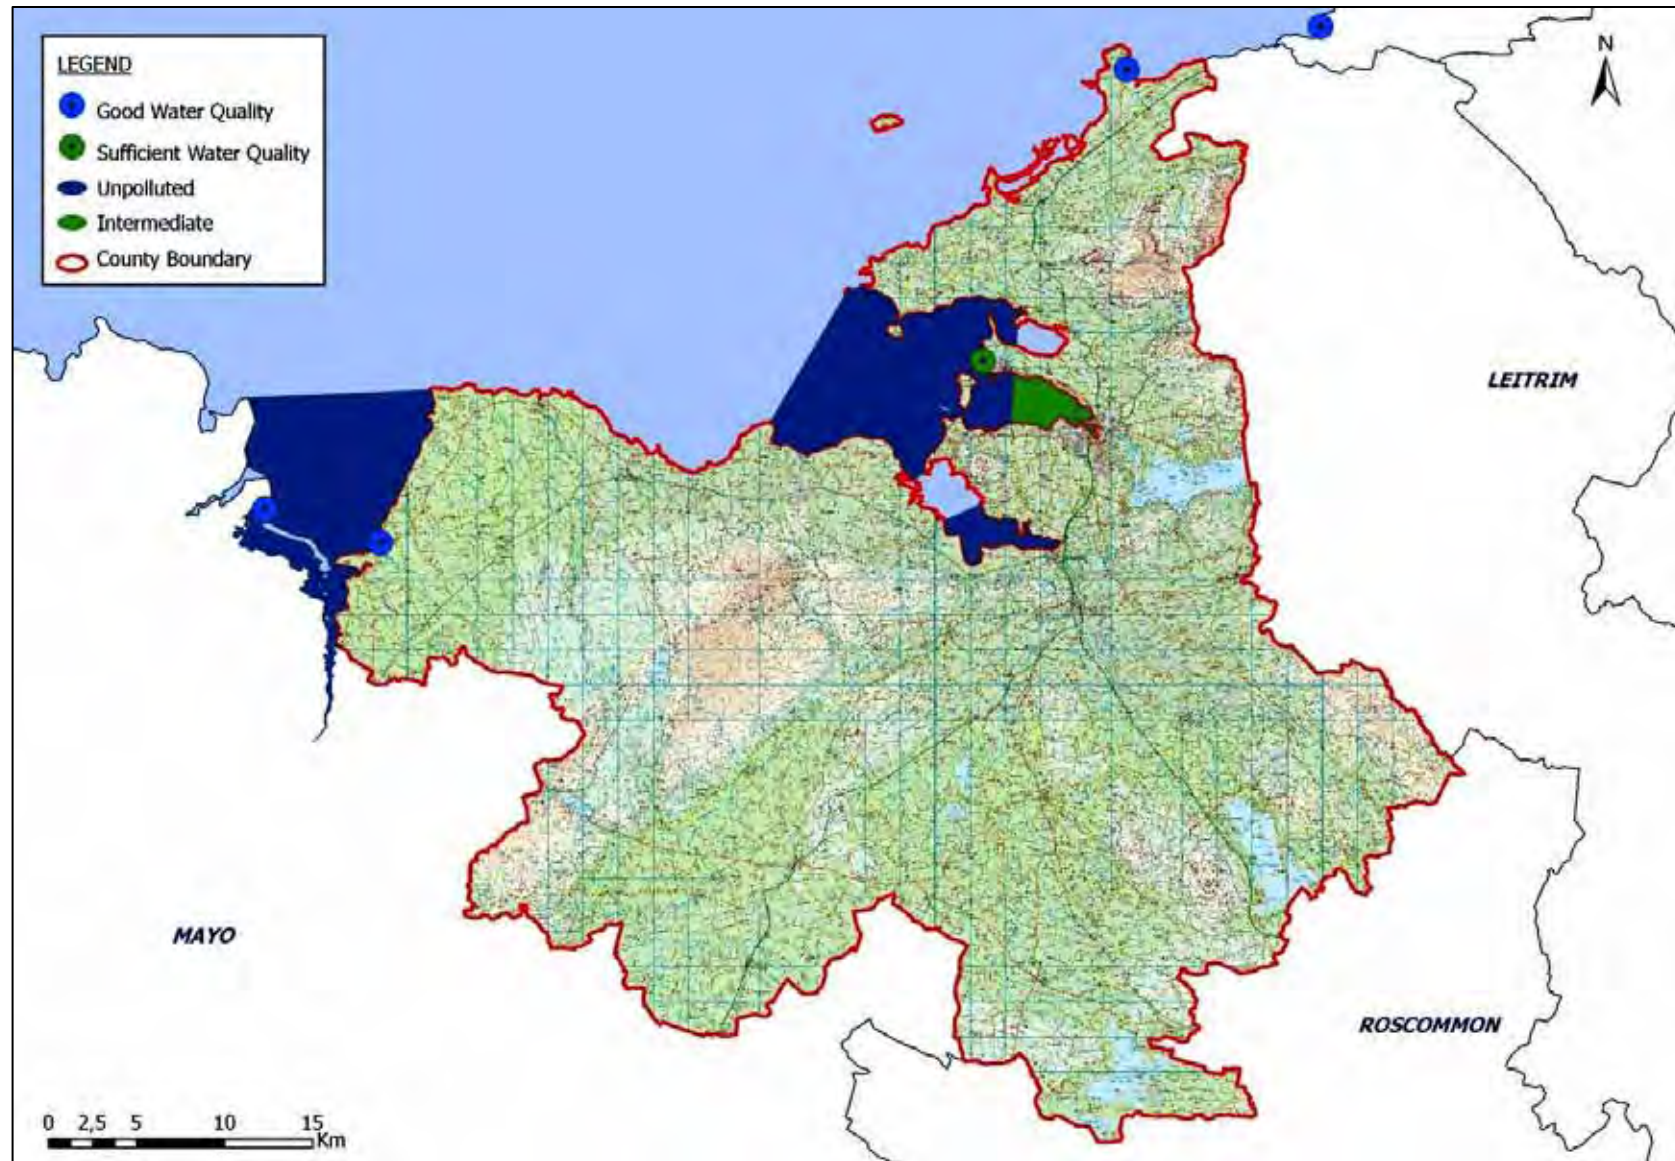 LEGEND
Good Water Quality
Sufficient Water Quality
Unpolluted
Intermediate
County Boundary
N
LEITRIM
MAYO
ROSCOMMON
0 2,5 5 10 15
Km